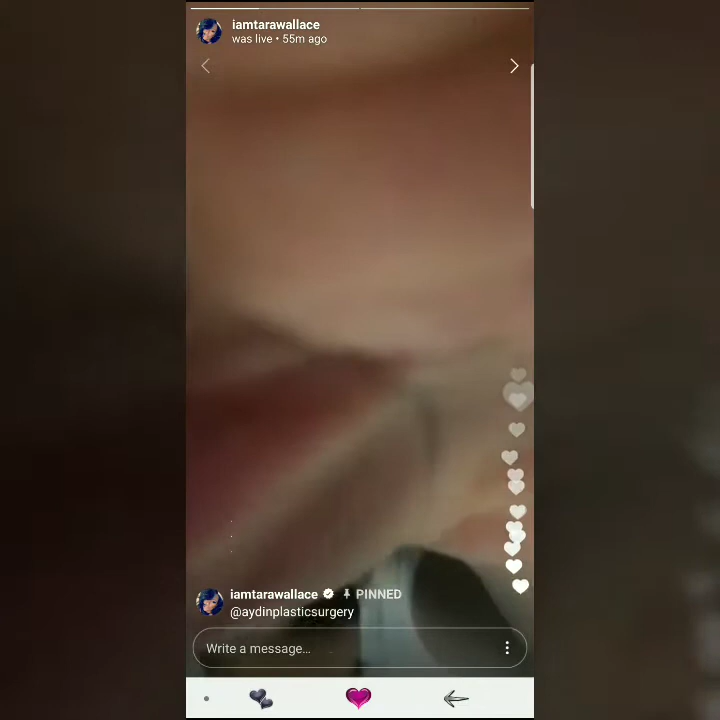 iamtarawallace
was live • 55m ago
iamtarawallace PINNED
@aydinplasticsurgery
Write a message...